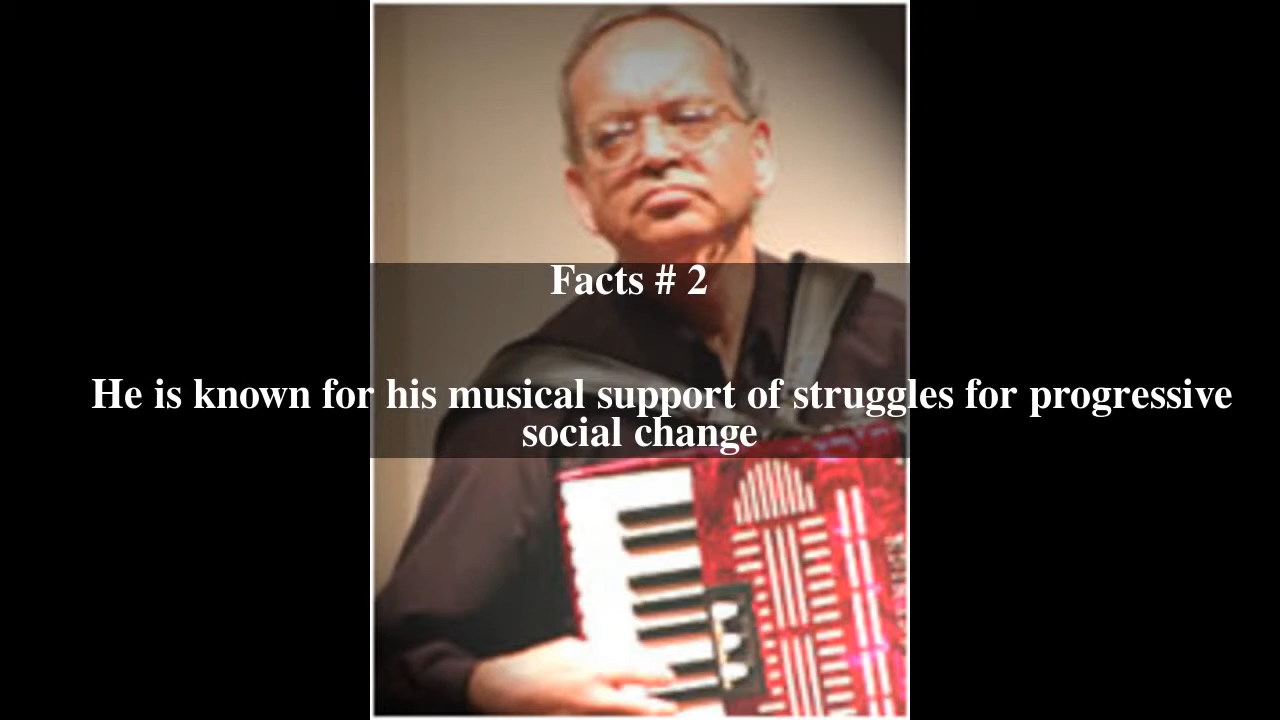 Facts # 2
He is known for his musical support of struggles for progressive
social change